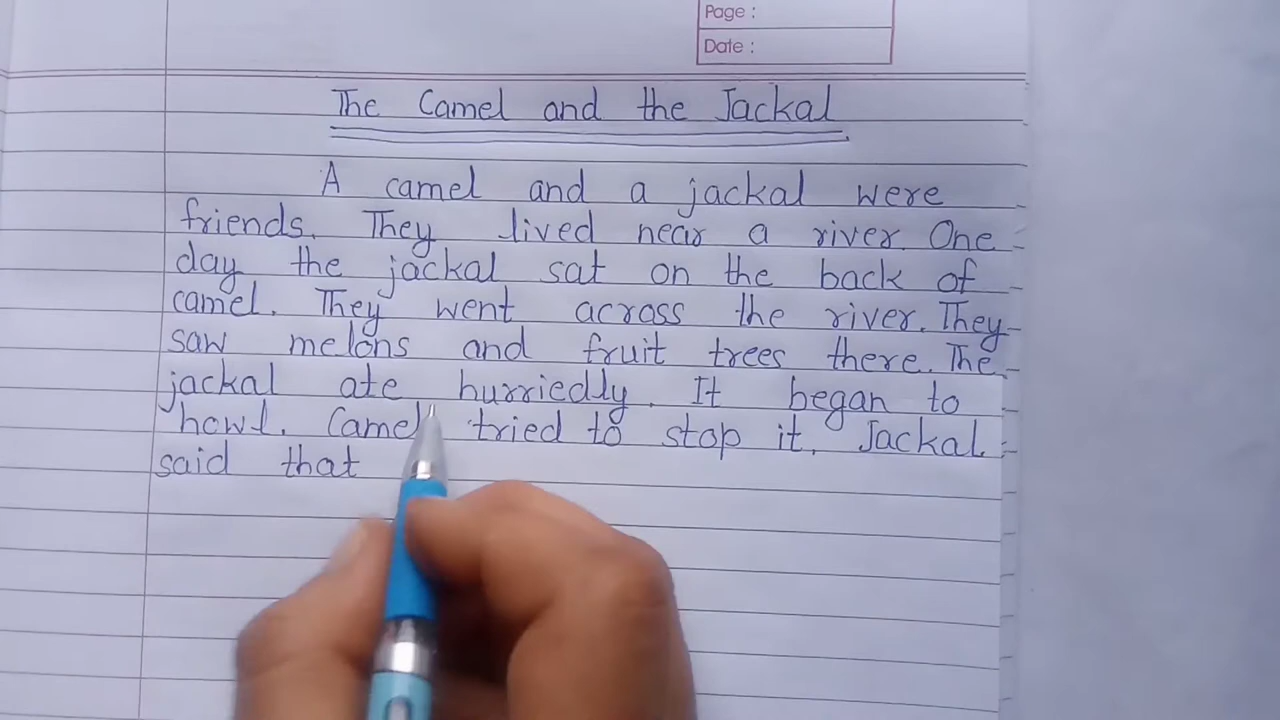 Page :
Date :
The Camel and the Jackal
A camel and a jackal were
friends. They lived near a river. One
day the jackal sat on the back of
camel. They went across the river. They
saw melons and fruit trees there. The
jackal ate hurriedly. It began to
howl. Camel tried to stop it. Jackal
said that